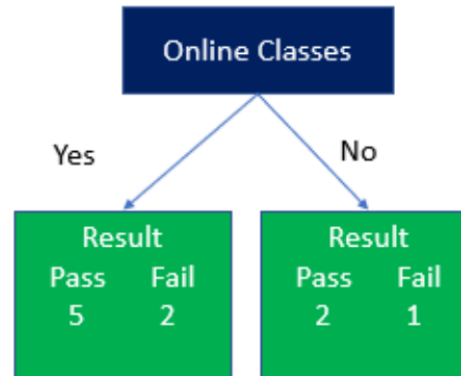 Online Classes
Yes
No
Result
Pass Fail
5 2
Result
Pass Fail
2 1